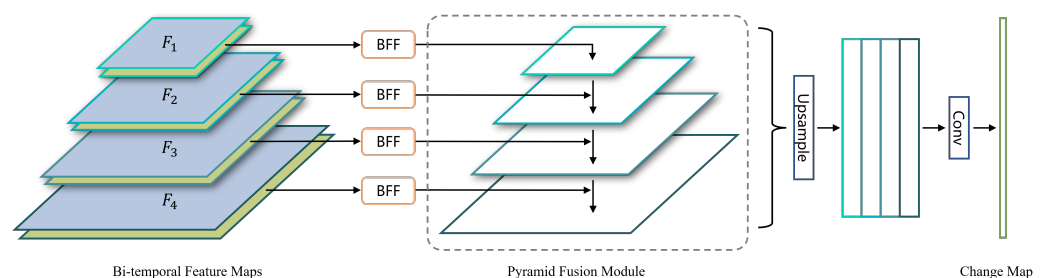 F1
BFF
F2
BFF
F3
BFF
F4
BFF
Upsample
Conv
Bi-temporal Feature Maps
Pyramid Fusion Module
Change Map